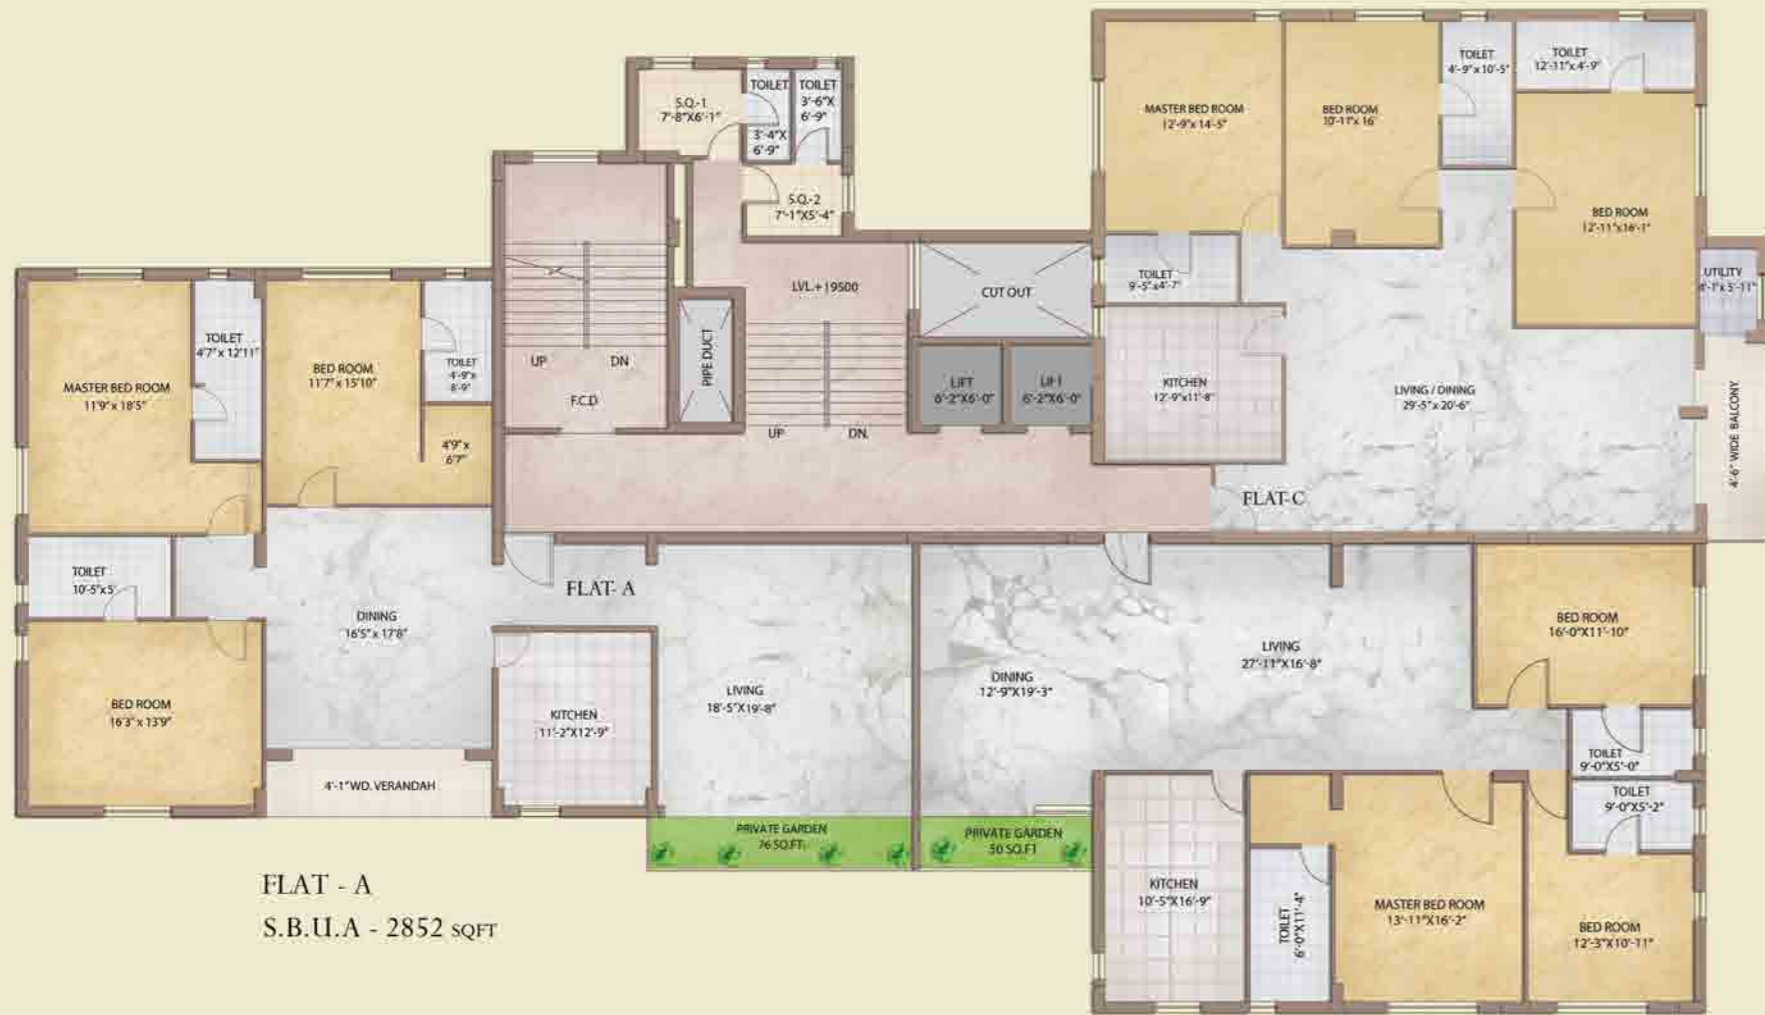 TOILET
3'-4"X
6'-9"
TOILET
3'-6"X
6'-9"
S.Q.-1
7'-8"X6'-1"
S.Q.-2
7'-1"X5'-4"
MASTER BED ROOM
12'-9"x 14'-5"
BED ROOM
10'-11"x 16'
TOILET
4'-9"x 10'-5"
TOILET
12'-11"x 4'-9"
BED ROOM
12'-11"x16'-1"
TOILET
9'-5"x4'-7"
UTILITY
4'-1"x 5'-11"
LVL.+19500
CUT OUT
UP
DN
F.C.D
PIPE DUCT
UP
DN.
LIFT
6'-2"X6'-0"
LIFT
6'-2"X6'-0"
KITCHEN
12'-9"x11'-8"
LIVING / DINING
29'-5"x 20'-6"
4'-6" WIDE BALCONY
FLAT-C
MASTER BED ROOM
11'9" x 18'5"
TOILET
4'7" x 12'11"
BED ROOM
11'7" x 15'10"
TOILET
4'-9"x
8'-9"
4'9" x
6'7"
TOILET
10'-5"x 5'
DINING
16'5" x 17'8"
FLAT- A
BED ROOM
16'3" x 13'9"
4'-1" WD. VERANDAH
KITCHEN
11'-2"X12'-9"
LIVING
18'-5"X19'-8"
PRIVATE GARDEN
76 SQ.FT.
DINING
12'-9"X19'-3"
LIVING
27'-11"X16'-8"
BED ROOM
16'-0"X11'-10"
TOILET
9'-0"X5'-0"
TOILET
9'-0"X5'-2"
PRIVATE GARDEN
50 SQ.FT
KITCHEN
10'-5"X16'-9"
TOILET
6'-0"X11'-4"
MASTER BED ROOM
13'-11"X16'-2"
BED ROOM
12'-3"X10'-11"
FLAT - A
S.B.U.A - 2852 SQFT